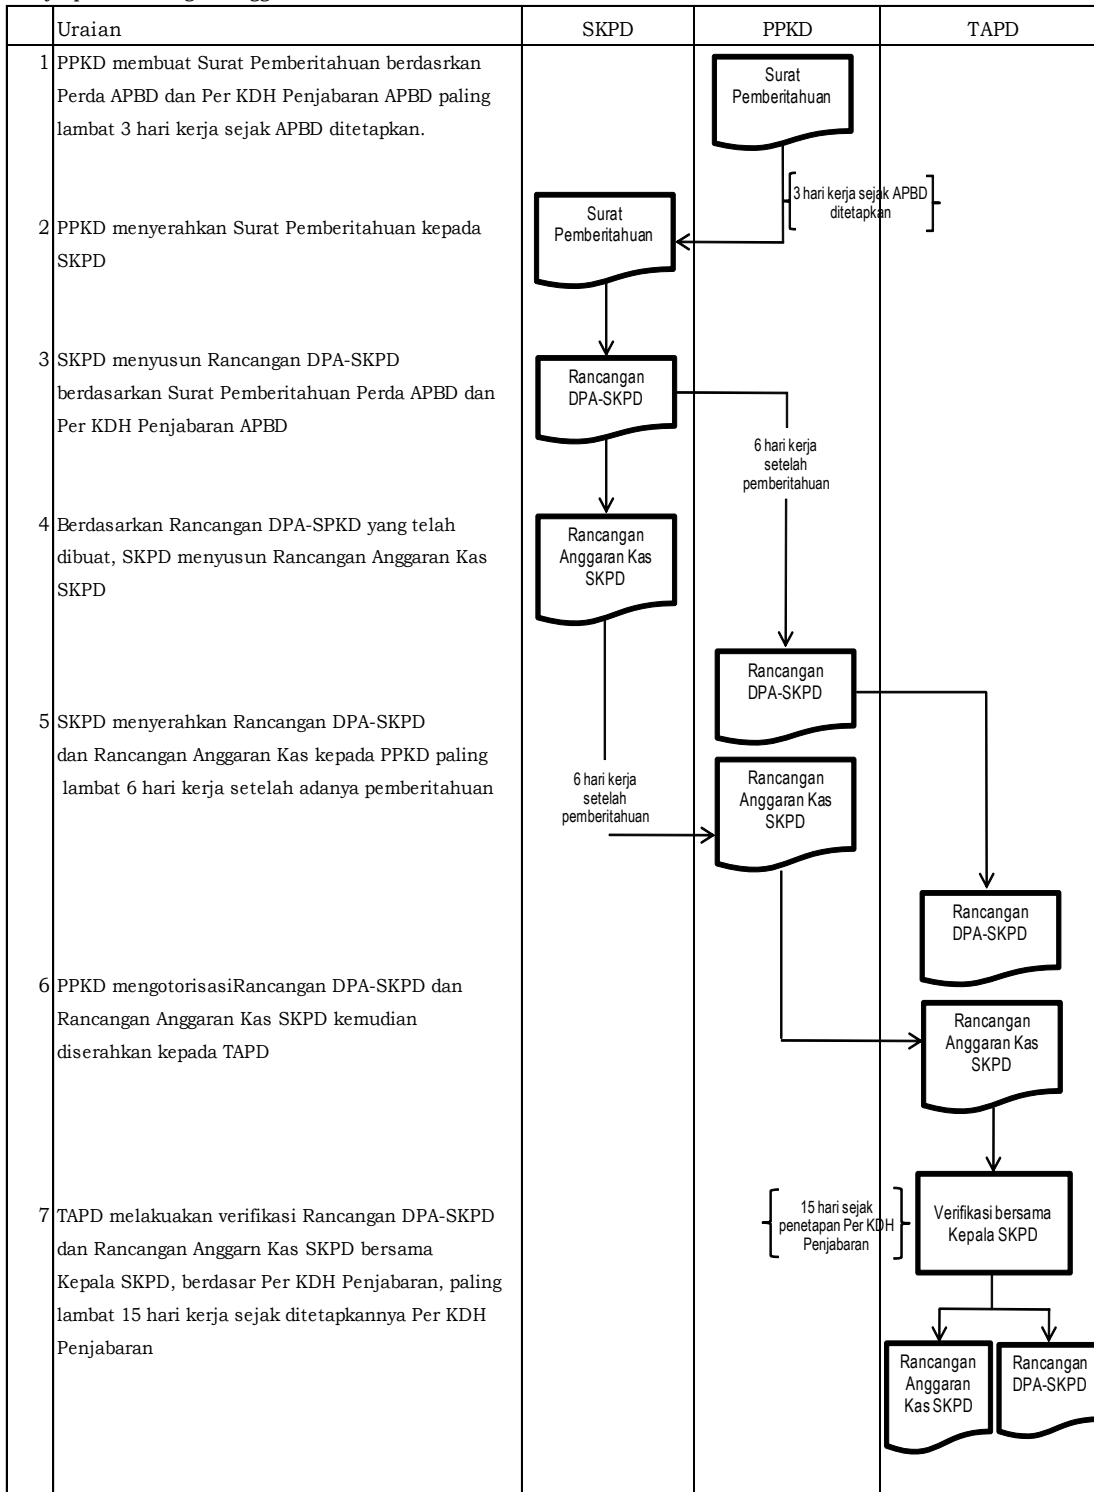 Uraian SKPD PPKD TAPD
1 PPKD membuat Surat Pemberitahuan berdasrkan
Perda APBD dan Per KDH Penjabaran APBD paling
lambat 3 hari kerja sejak APBD ditetapkan.
Surat
Pemberitahuan
3 hari kerja sejak APBD
ditetapkan
2 PPKD menyerahkan Surat Pemberitahuan kepada
SKPD
Surat
Pemberitahuan
3 SKPD menyusun Rancangan DPA-SKPD
berdasarkan Surat Pemberitahuan Perda APBD dan
Per KDH Penjabaran APBD
Rancangan
DPA-SKPD
6 hari kerja
setelah
pemberitahuan
4 Berdasarkan Rancangan DPA-SPKD yang telah
dibuat, SKPD menyusun Rancangan Anggaran Kas
SKPD
Rancangan
Anggaran Kas
SKPD
Rancangan
DPA-SKPD
5 SKPD menyerahkan Rancangan DPA-SKPD
dan Rancangan Anggaran Kas kepada PPKD paling
lambat 6 hari kerja setelah adanya pemberitahuan
6 hari kerja
setelah
pemberitahuan
Rancangan
Anggaran Kas
SKPD
Rancangan
DPA-SKPD
6 PPKD mengotorisasiRancangan DPA-SKPD dan
Rancangan Anggaran Kas SKPD kemudian
diserahkan kepada TAPD
Rancangan
Anggaran Kas
SKPD
7 TAPD melakuakan verifikasi Rancangan DPA-SKPD
dan Rancangan Anggarn Kas SKPD bersama
Kepala SKPD, berdasar Per KDH Penjabaran, paling
lambat 15 hari kerja sejak ditetapkannya Per KDH
Penjabaran
15 hari sejak
penetapan Per KDH
Penjabaran
Verifikasi bersama
Kepala SKPD
Rancangan
Anggaran
Kas SKPD
Rancangan
DPA-SKPD